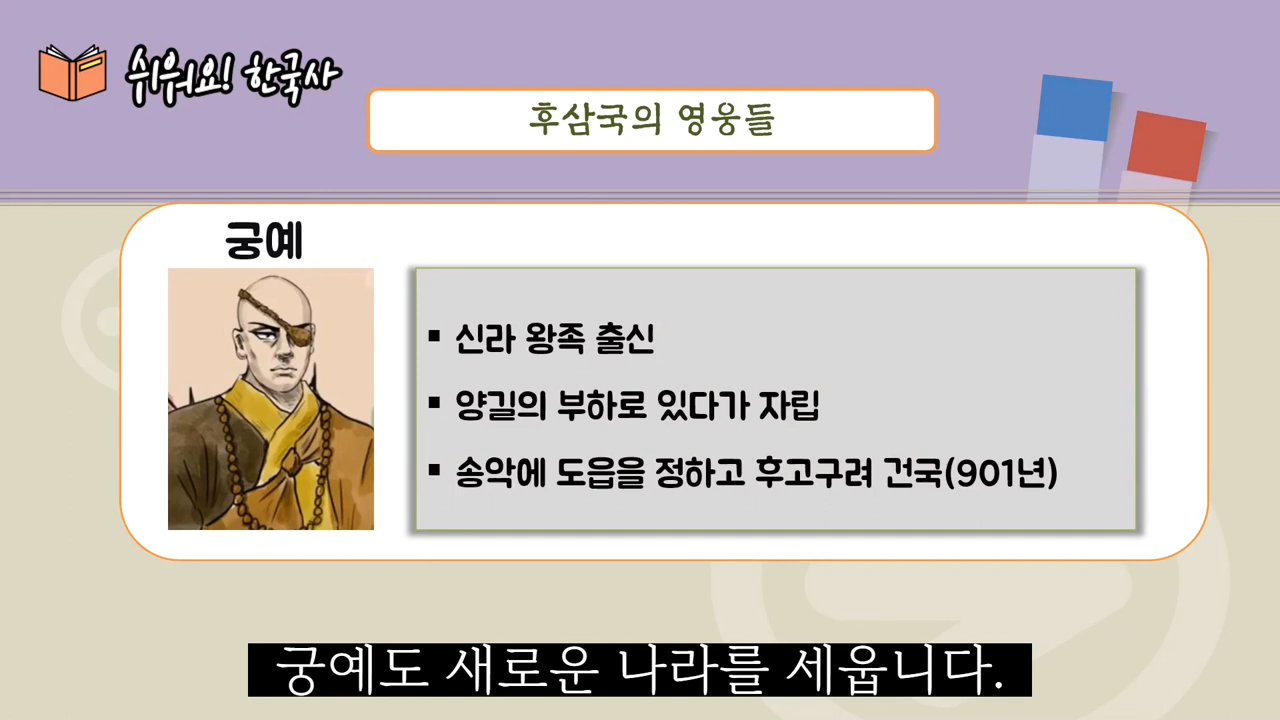 쉬워요! 한국사
후삼국의 영웅들
궁예
▪ 신라 왕족 출신
▪ 양길의 부하로 있다가 자립
▪ 송악에 도읍을 정하고 후고구려 건국(901년)
궁예도 새로운 나라를 세웁니다.